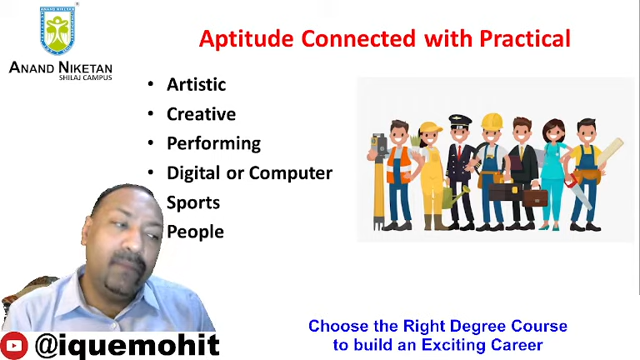 Aptitude Connected with Practical
ANAND NIKETAN
SHILAJ CAMPUS
• Artistic
• Creative
• Performing
• Digital or Computer
Sports
People
Choose the Right Degree Course
to build an Exciting Career
@iquemohit